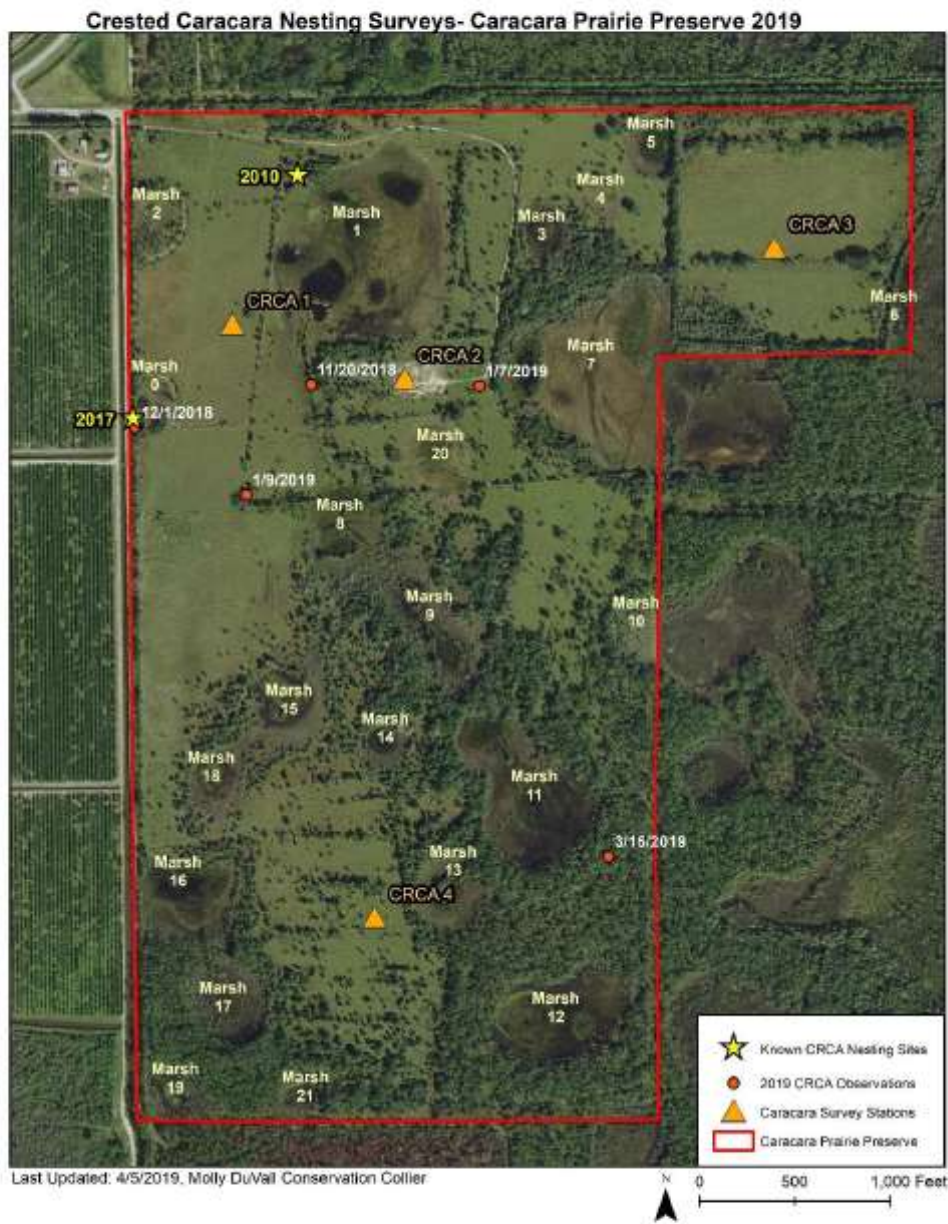 Crested Caracara Nesting Surveys- Caracara Prairie Preserve 2019
Marsh
5
2010
Marsh
2
Marsh
4
Marsh
1
Marsh
3
CRCA 3
CRCA 1
Marsh
6
Marsh
7
CRCA 2
Marsh
0
11/20/2018
1/7/2019
2017
12/1/2018
Marsh
20
1/9/2019
Marsh
8
Marsh
9
Marsh
10
Marsh
15
Marsh
14
Marsh
18
Marsh
11
3/15/2019
Marsh
13
Marsh
16
CRCA 4
Marsh
17
Marsh
12
Marsh
19
Marsh
21
Known CRCA Nesting Sites
2019 CRCA Observations
Caracara Survey Stations
Caracara Prairie Preserve
Last Updated: 4/5/2019, Molly DuVall Conservation Collier
N
0 500 1,000 Feet